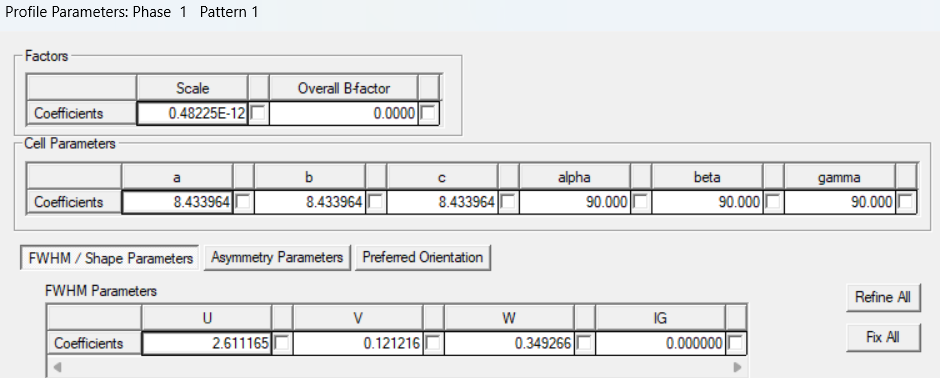 Profile Parameters: Phase 1 Pattern 1
Factors
Scale Overall B-factor
Coefficients 0.48225E-12 0.0000
Cell Parameters
a b c alpha beta gamma
Coefficients 8.433964 8.433964 8.433964 90.000 90.000 90.000
FWHM / Shape Parameters Asymmetry Parameters Preferred Orientation
FWHM Parameters
Refine All
U V W IG
Coefficients 2.611165 0.121216 0.349266 0.000000
Fix All